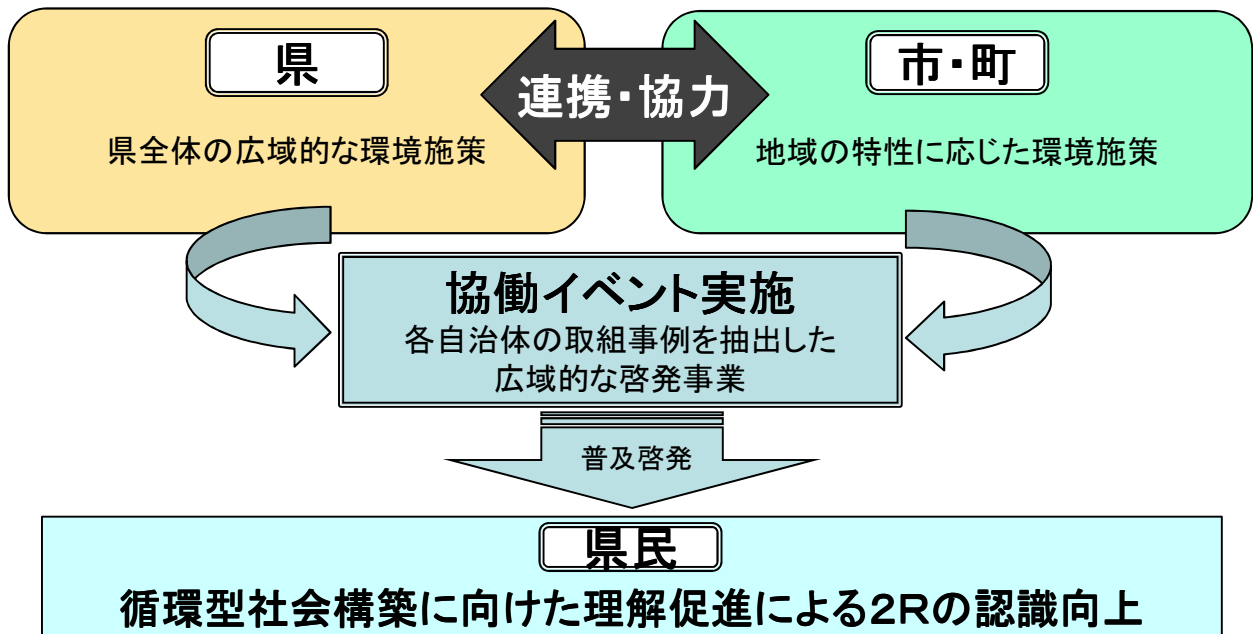 県
市・町
連携・協力
県全体の広域的な環境施策
地域の特性に応じた環境施策
協働イベント実施
各自治体の取組事例を抽出した
広域的な啓発事業
普及啓発
県民
循環型社会構築に向けた理解促進による2Rの認識向上